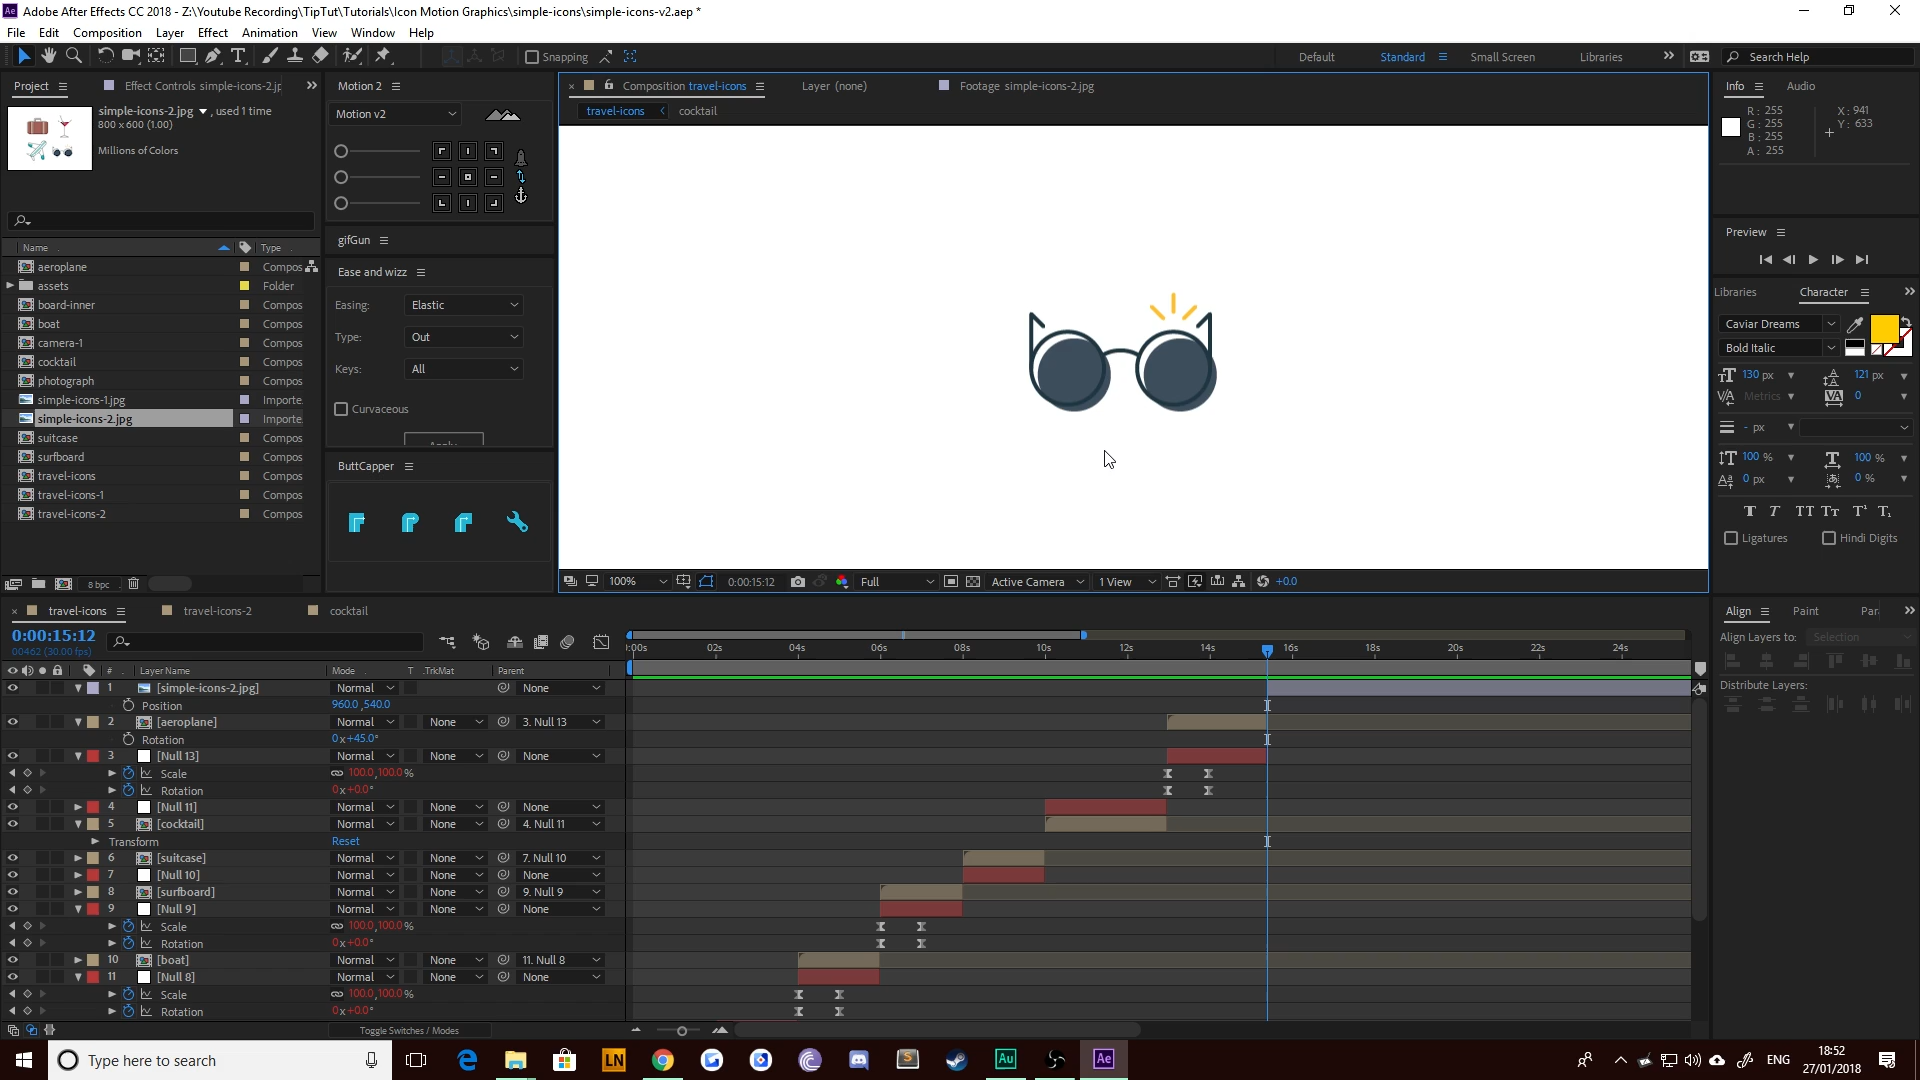 Adobe After Effects CC 2018 - Z:\Youtube Recording\TipTut\Tutorials\Icon Motion Graphics\simple-icons\simple-icons-v2.aep *
File Edit Composition Layer Effect Animation View Window Help
Snapping
Default Standard Small Screen Libraries Search Help
Project Effect Controls simple-icons-2.jp
simple-icons-2.jpg , used 1 time
800 x 600 (1.00)
Millions of Colors
Name Type
aeroplane Compos
assets Folder
board-inner Compos
boat Compos
camera-1 Compos
cocktail Compos
photograph Compos
simple-icons-1.jpg Importe
simple-icons-2.jpg Importe
suitcase Compos
surfboard Compos
travel-icons Compos
travel-icons-1 Compos
travel-icons-2 Compos
8 bpc
Motion 2
Motion v2
gifGun
Ease and wizz
Easing: Elastic
Type: Out
Keys: All
Curvaceous
ButtCapper
Composition travel-icons Layer (none) Footage simple-icons-2.jpg
travel-icons cocktail
100% 0:00:15:12 Full Active Camera 1 View +0.0
Info Audio
R: 255 X: 941
G: 255 Y: 633
B: 255
A: 255
Preview
Libraries Character
Caviar Dreams
Bold Italic
130 px 121 px
Metrics 0
- px
100 % 100 %
0 px 0 %
T T TT Tt T¹ T₁
Ligatures Hindi Digits
Align Paint Par
Align Layers to: Selection
Distribute Layers:
travel-icons travel-icons-2 cocktail
0:00:15:12
00462 (30.00 fps)
:00s 02s 04s 06s 08s 10s 12s 14s 16s 18s 20s 22s 24s
# Layer Name Mode T .TrkMat Parent
1 [simple-icons-2.jpg] Normal None
Position 960.0,540.0
2 [aeroplane] Normal None 3. Null 13
Rotation 0x+45.0°
3 [Null 13] Normal None None
Scale 100.0,100.0%
Rotation 0x+0.0°
4 [Null 11] Normal None None
5 [cocktail] Normal None 4. Null 11
Transform Reset
6 [suitcase] Normal None 7. Null 10
7 [Null 10] Normal None None
8 [surfboard] Normal None 9. Null 9
9 [Null 9] Normal None None
Scale 100.0,100.0%
Rotation 0x+0.0°
10 [boat] Normal None 11. Null 8
11 [Null 8] Normal None None
Scale 100.0,100.0%
Rotation 0x+0.0°
Toggle Switches / Modes
Type here to search
LN Au Ae
ENG
18:52
27/01/2018